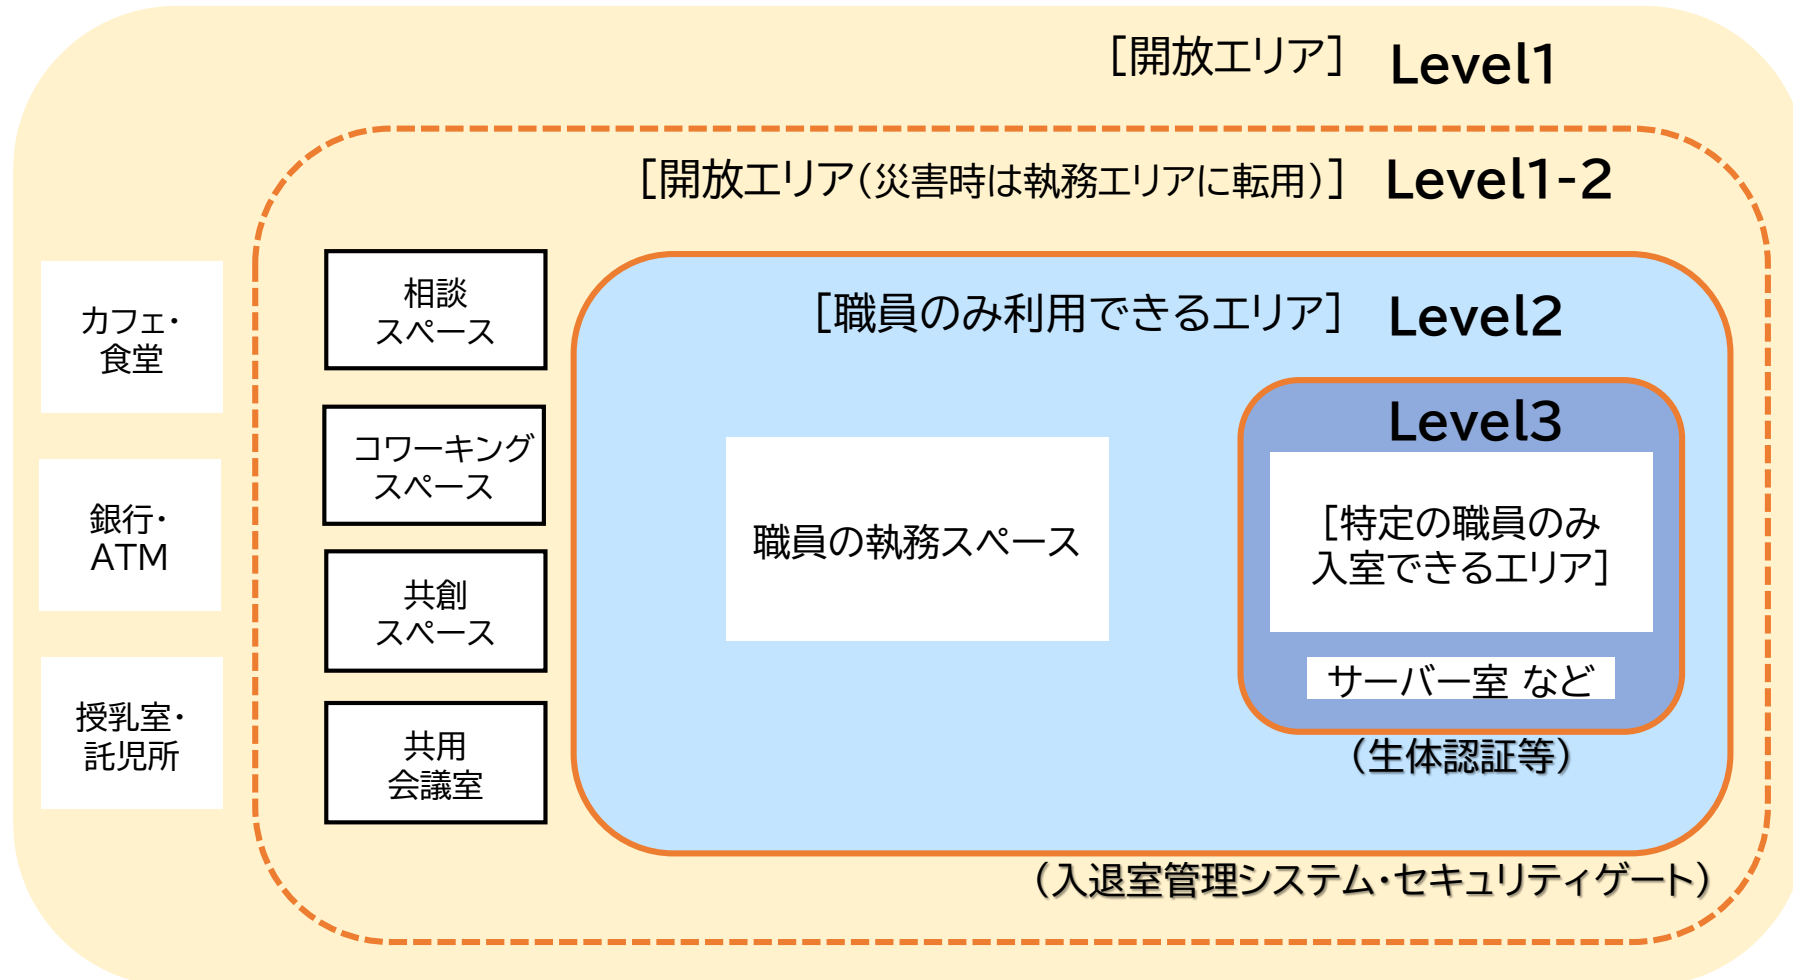 ［開放エリア］ Level1
［開放エリア（災害時は執務エリアに転用）］ Level1-2
カフェ・
食堂
銀行・
ATM
授乳室・
託児所
相談
スペース
コワーキング
スペース
共創
スペース
共用
会議室
［職員のみ利用できるエリア］ Level2
職員の執務スペース
Level3
［特定の職員のみ
入室できるエリア］
サーバー室 など
（生体認証等）
（入退室管理システム・セキュリティゲート）